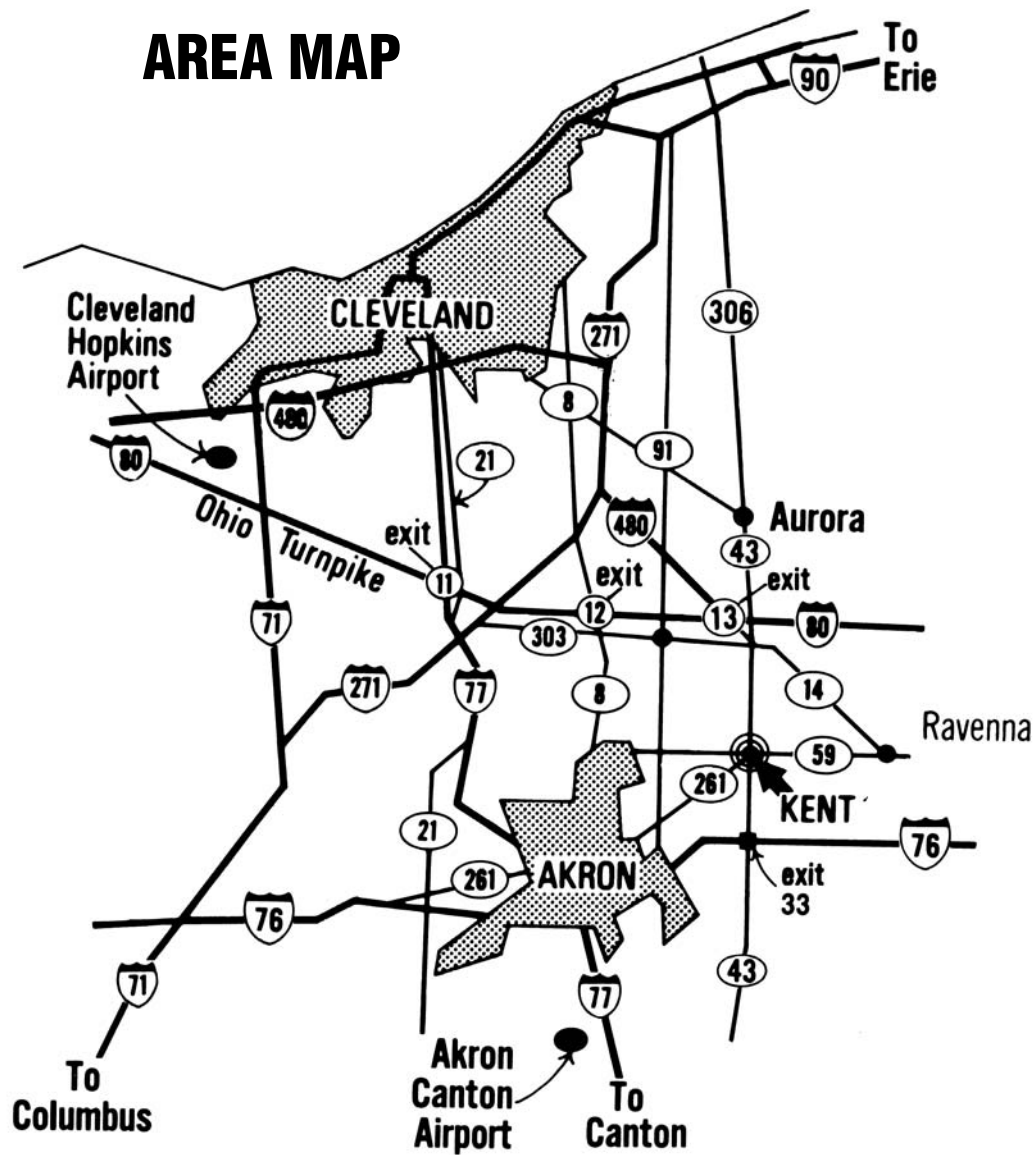 AREA MAP
To
Erie
90
306
Cleveland
Hopkins
Airport
CLEVELAND
271
480
8
91
80
21
Ohio Turnpike
480
Aurora
43
exit
11
exit
12
exit
13
80
71
303
271
77
8
14
Ravenna
59
261
KENT
21
76
261
AKRON
exit
33
76
71
77
43
Akron
Canton
Airport
To
Columbus
To
Canton